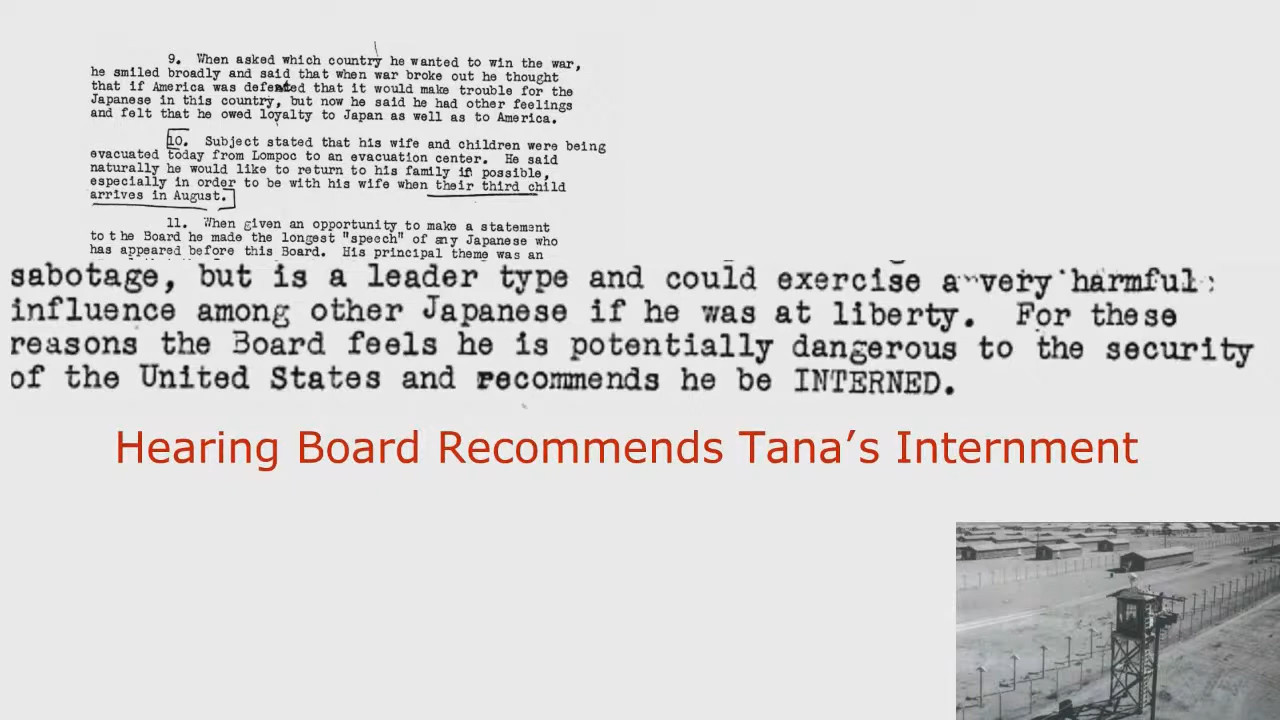 9. When asked which country he wanted to win the war,
he smiled broadly and said that when war broke out he thought
that if America was defeated that it would make trouble for the
Japanese in this country, but now he said he had other feelings
and felt that he owed loyalty to Japan as well as to America.
10. Subject stated that his wife and children were being
evacuated today from Lompoc to an evacuation center. He said
naturally he would like to return to his family if possible,
especially in order to be with his wife when their third child
arrives in August.
11. When given an opportunity to make a statement
to the Board he made the longest "speech" of any Japanese who
has appeared before this Board. His principal theme was an
sabotage, but is a leader type and could exercise a very harmful
influence among other Japanese if he was at liberty. For these
reasons the Board feels he is potentially dangerous to the security
of the United States and recommends he be INTERNED.
Hearing Board Recommends Tana’s Internment